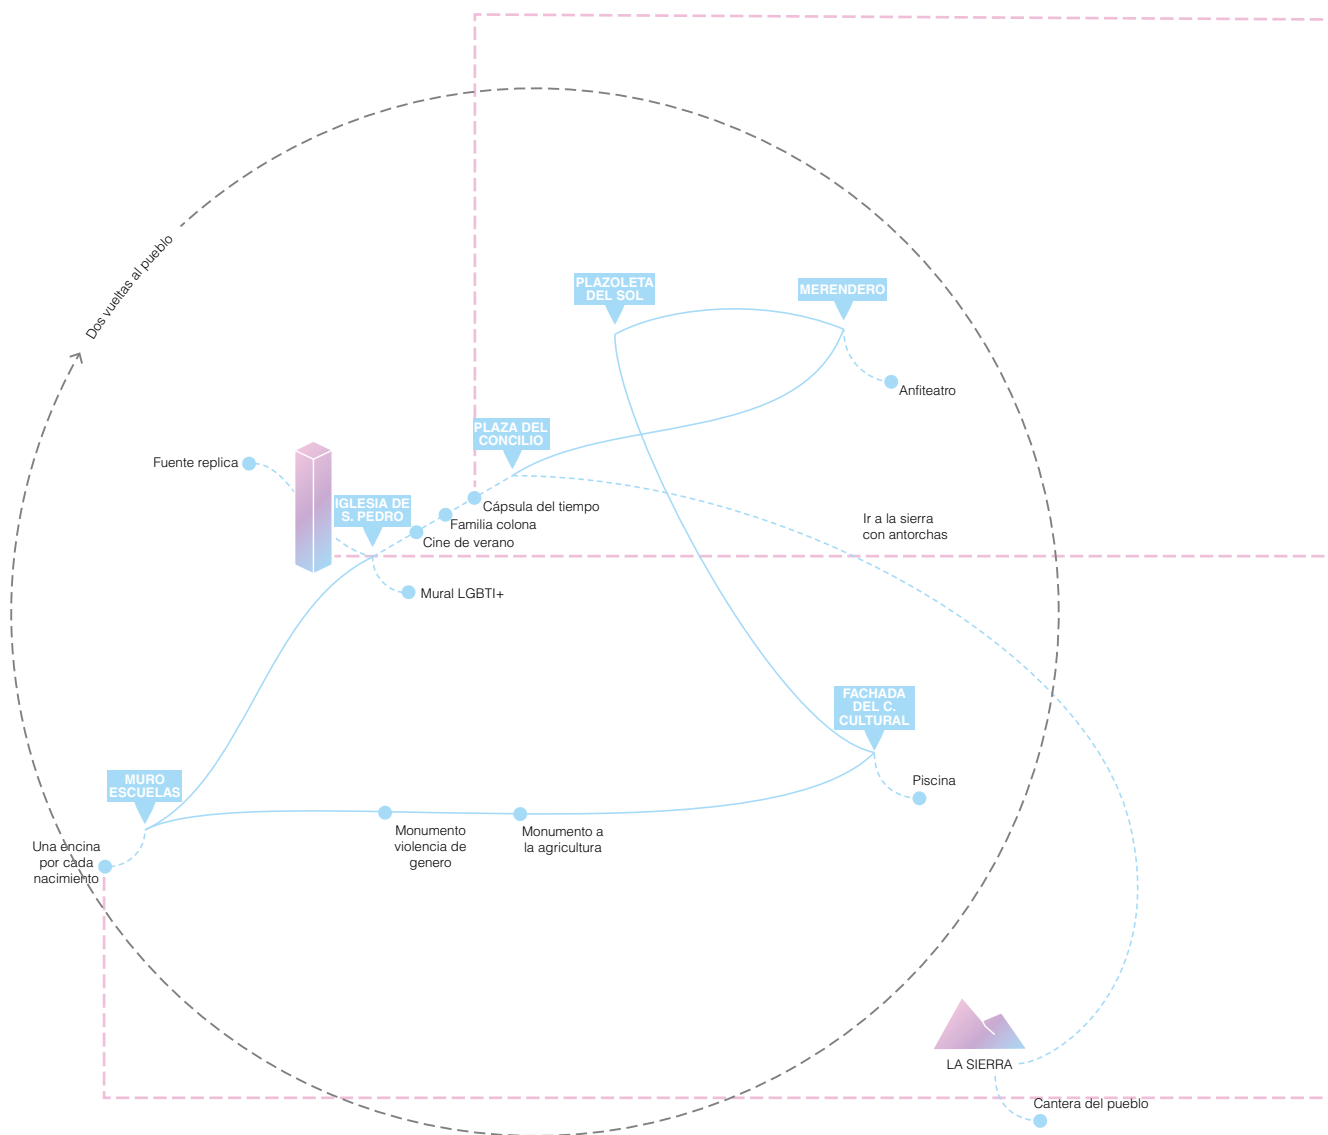 Dos vueltas al pueblo
PLAZOLETA
DEL SOL
MERENDERO
Anfiteatro
PLAZA DEL
CONCILIO
Fuente replica
IGLESIA DE
S. PEDRO
Cápsula del tiempo
Familia colona
Cine de verano
Ir a la sierra
con antorchas
Mural LGBTI+
FACHADA
DEL C.
CULTURAL
MURO
ESCUELAS
Piscina
Monumento
violencia de
genero
Monumento a
la agricultura
Una encina
por cada
nacimiento
LA SIERRA
Cantera del pueblo